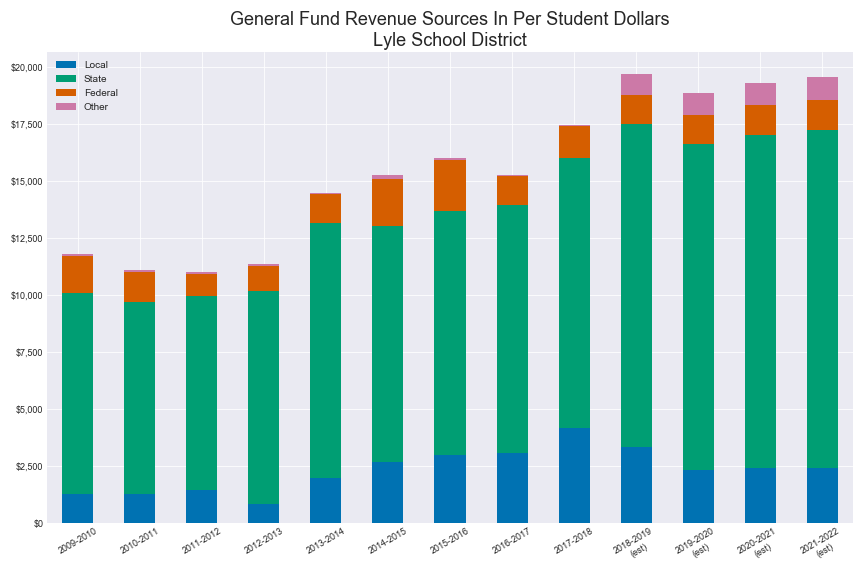 General Fund Revenue Sources In Per Student Dollars
Lyle School District
Local
State
Federal
Other
$20,000
$17,500
$15,000
$12,500
$10,000
$7,500
$5,000
$2,500
$0
2009-2010
2010-2011
2011-2012
2012-2013
2013-2014
2014-2015
2015-2016
2016-2017
2017-2018
2018-2019
(est)
2019-2020
(est)
2020-2021
(est)
2021-2022
(est)